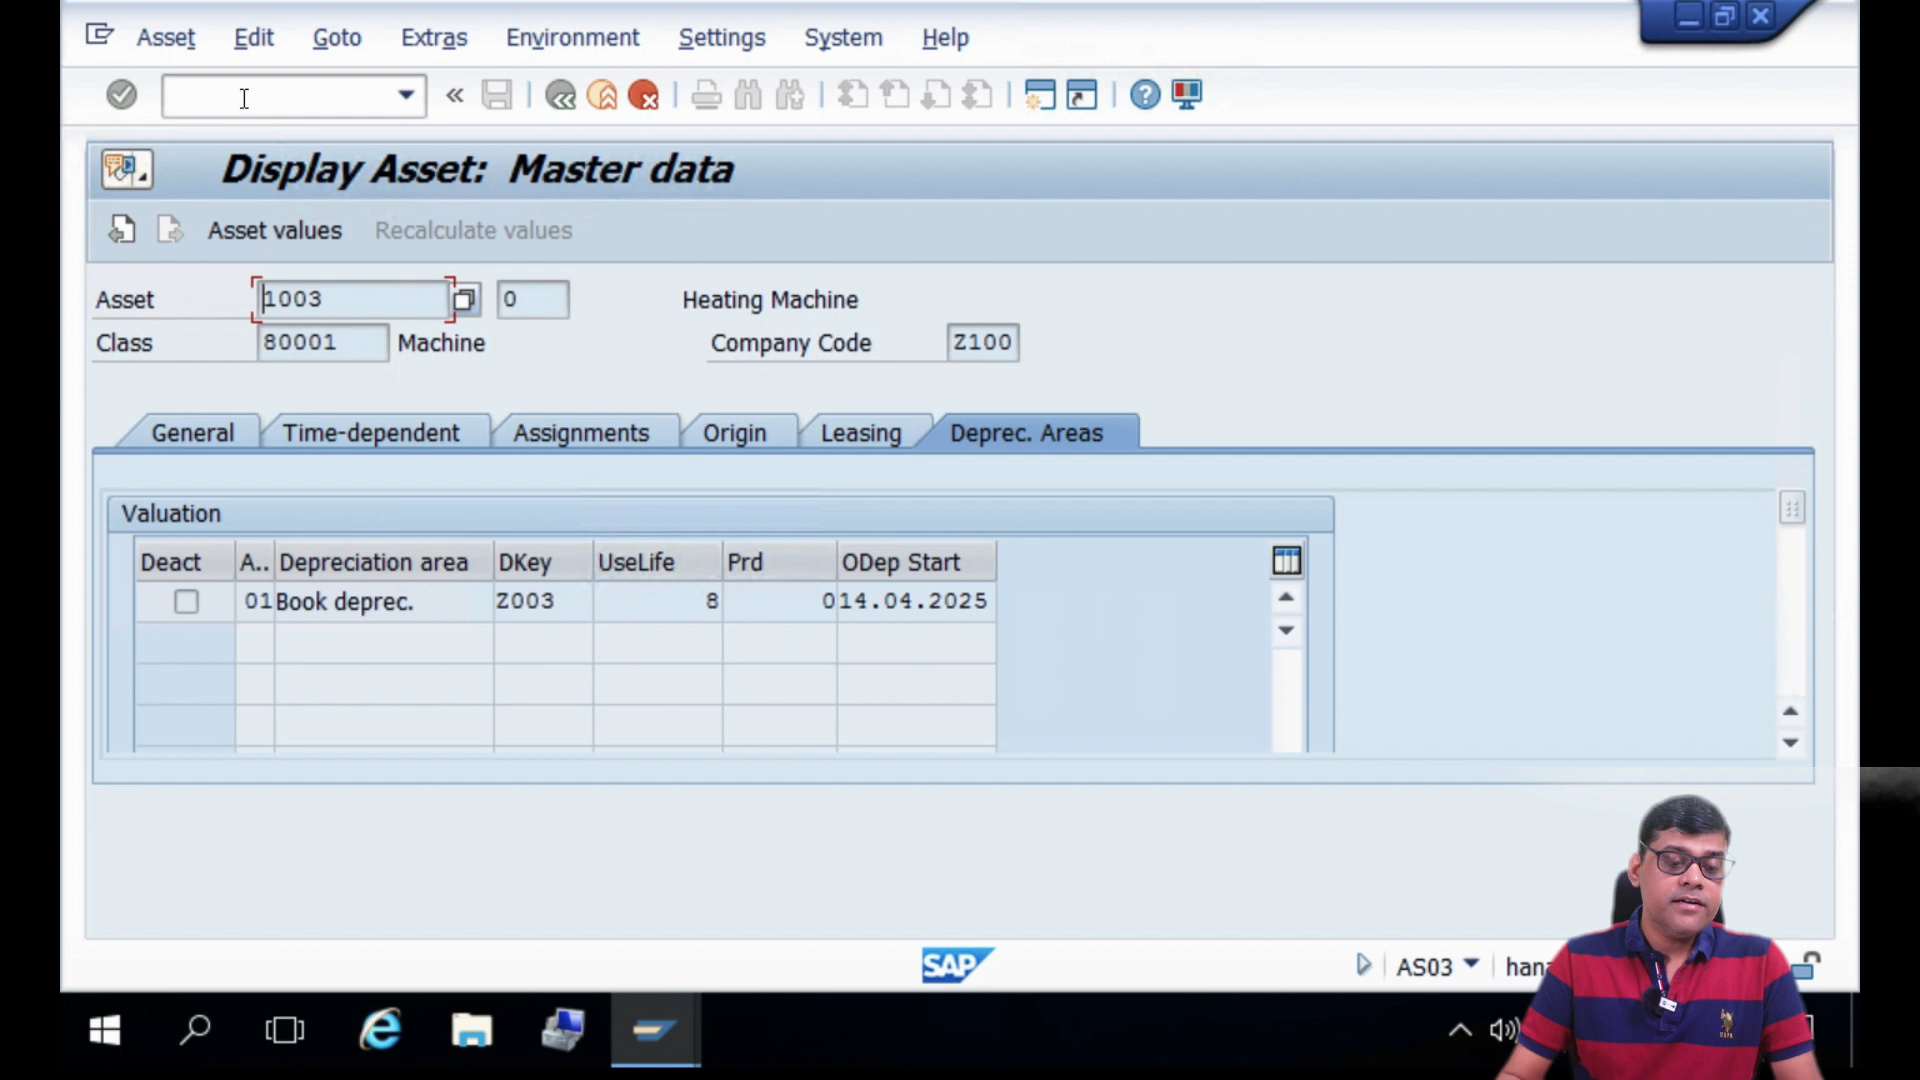 Asset Edit Goto Extras Environment Settings System Help
Display Asset: Master data
Asset values Recalculate values
Asset 1003 0 Heating Machine
Class 80001 Machine Company Code Z100
General Time-dependent Assignments Origin Leasing Deprec. Areas
Valuation
Deact A.. Depreciation area DKey UseLife Prd ODep Start
01 Book deprec. Z003 8 0 14.04.2025
SAP AS03